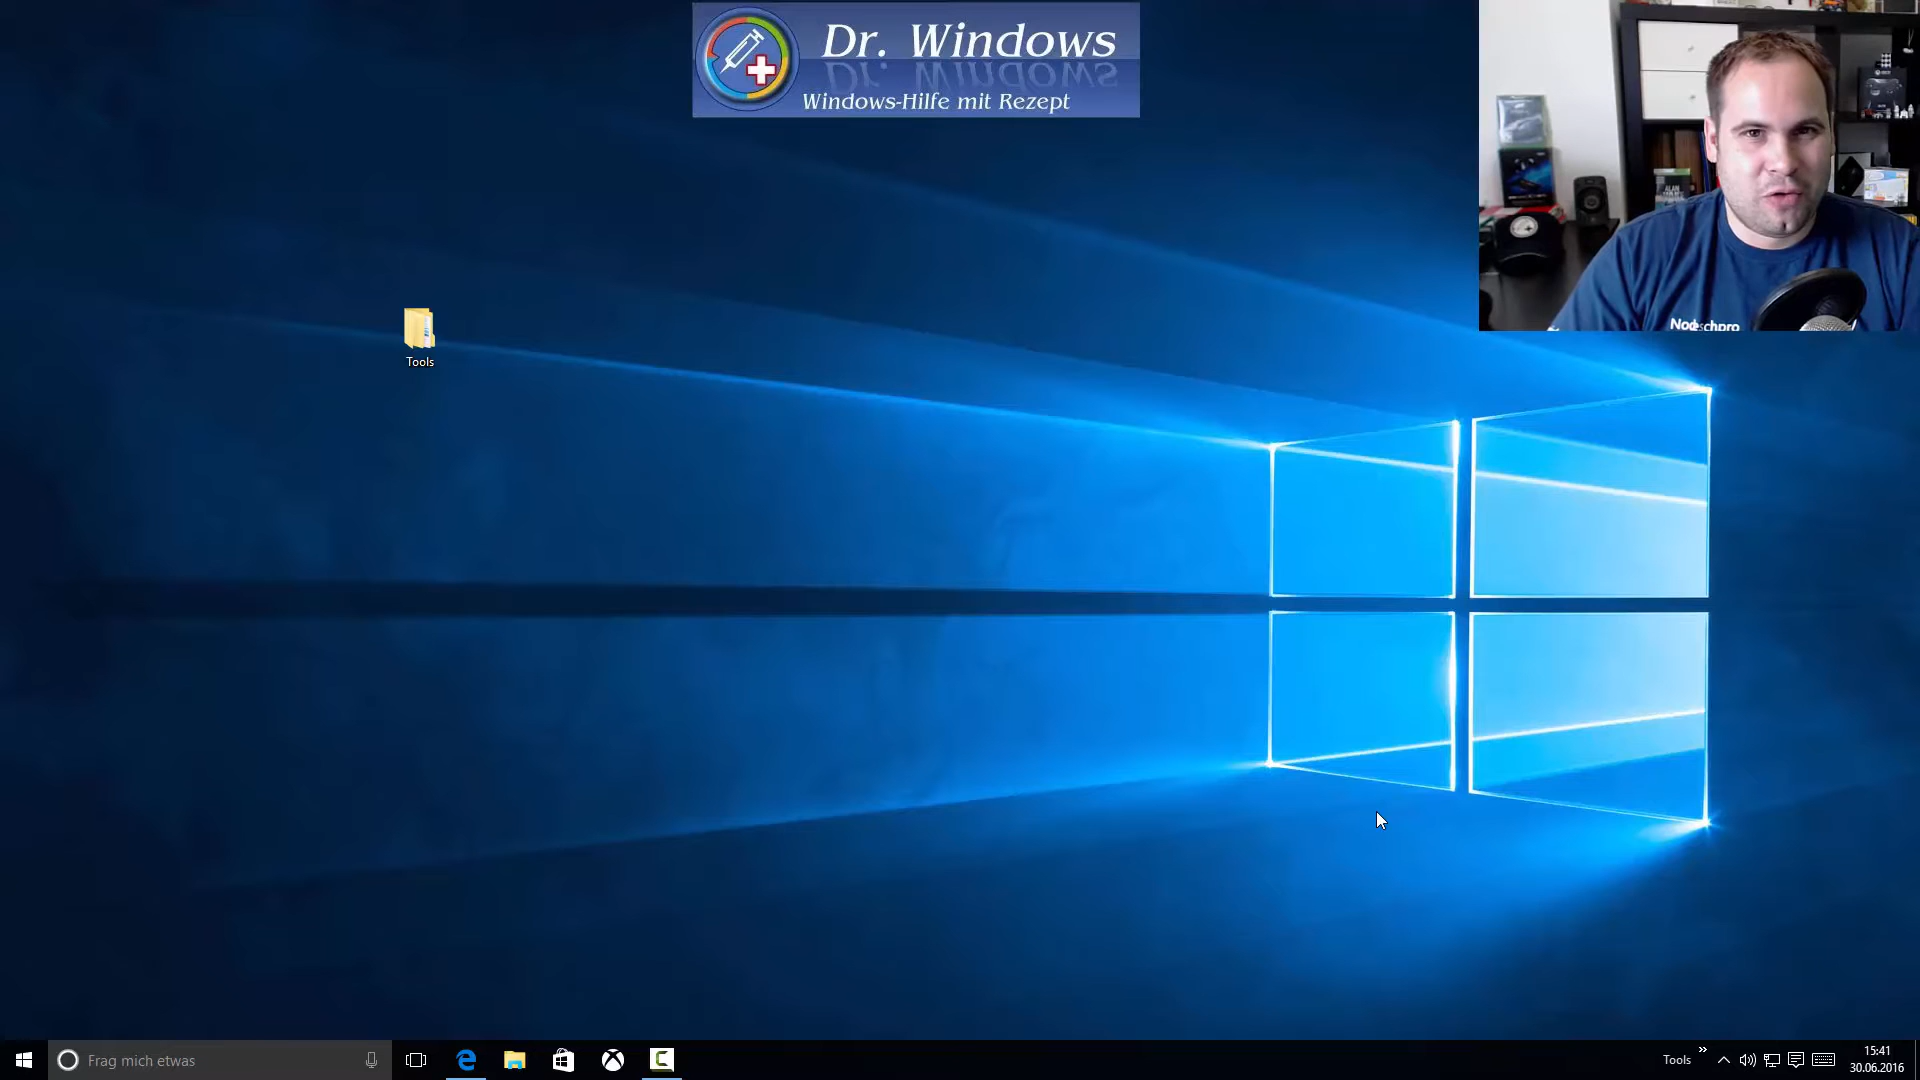 Dr. Windows
Windows-Hilfe mit Rezept
Tools
Frag mich etwas
Tools
15:41
30.06.2016